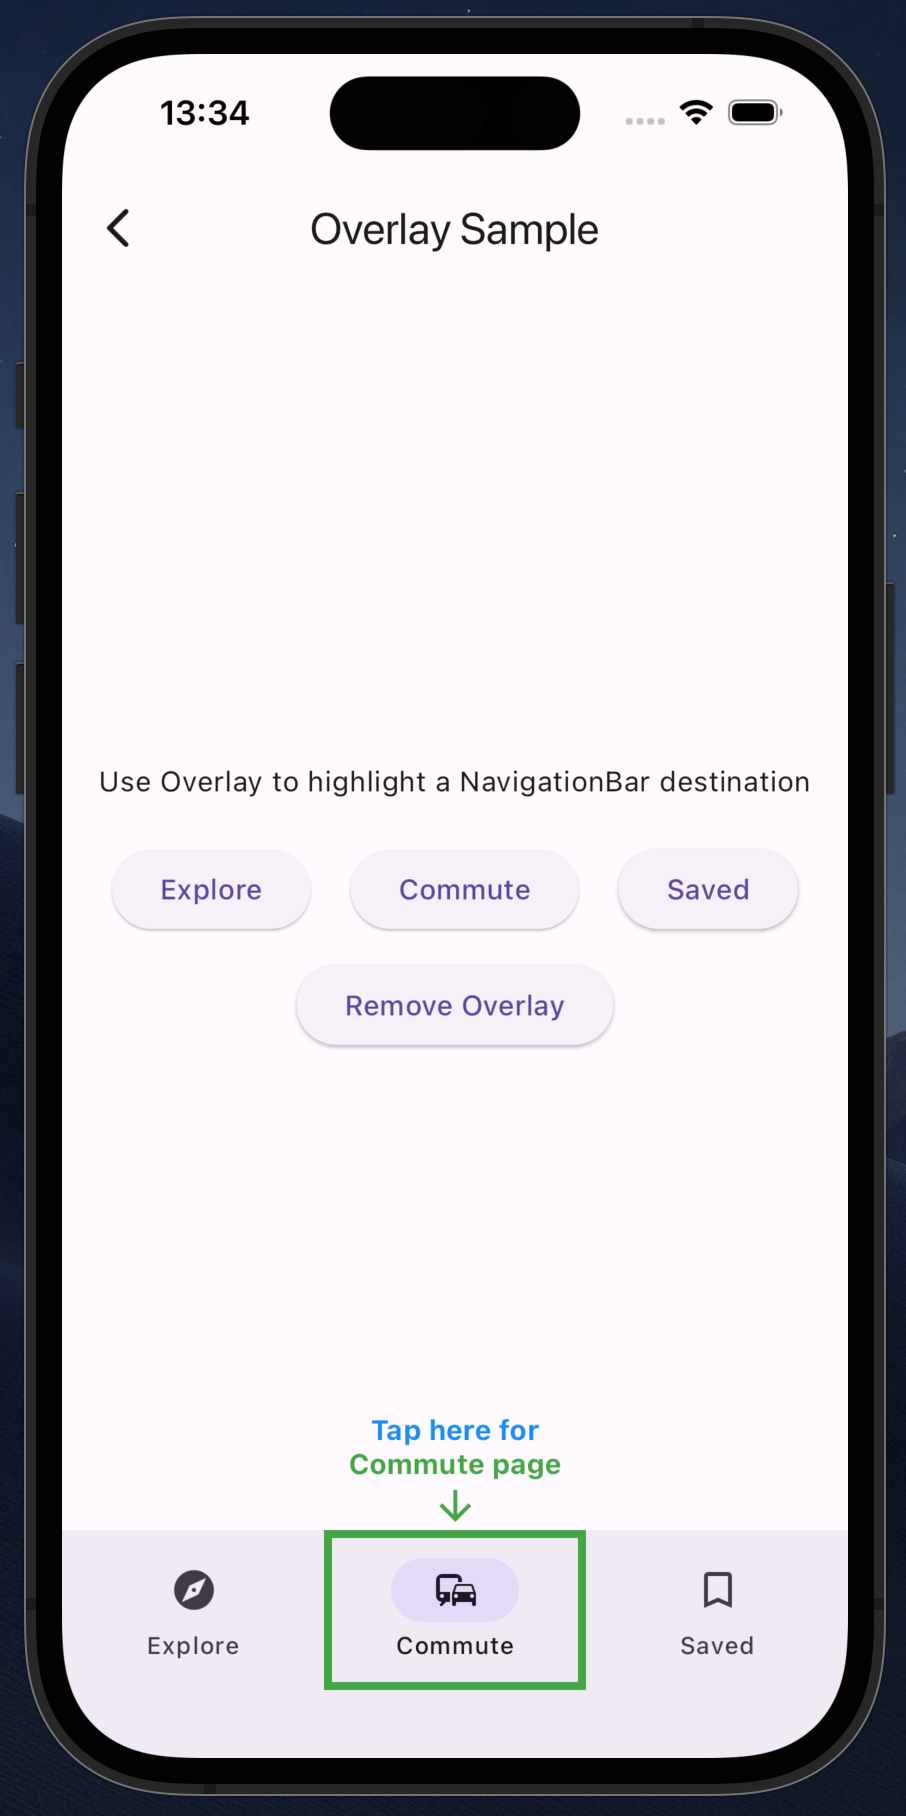 13:34
Overlay Sample
Use Overlay to highlight a NavigationBar destination
Explore
Commute
Saved
Remove Overlay
Tap here for
Commute page
Explore
Commute
Saved